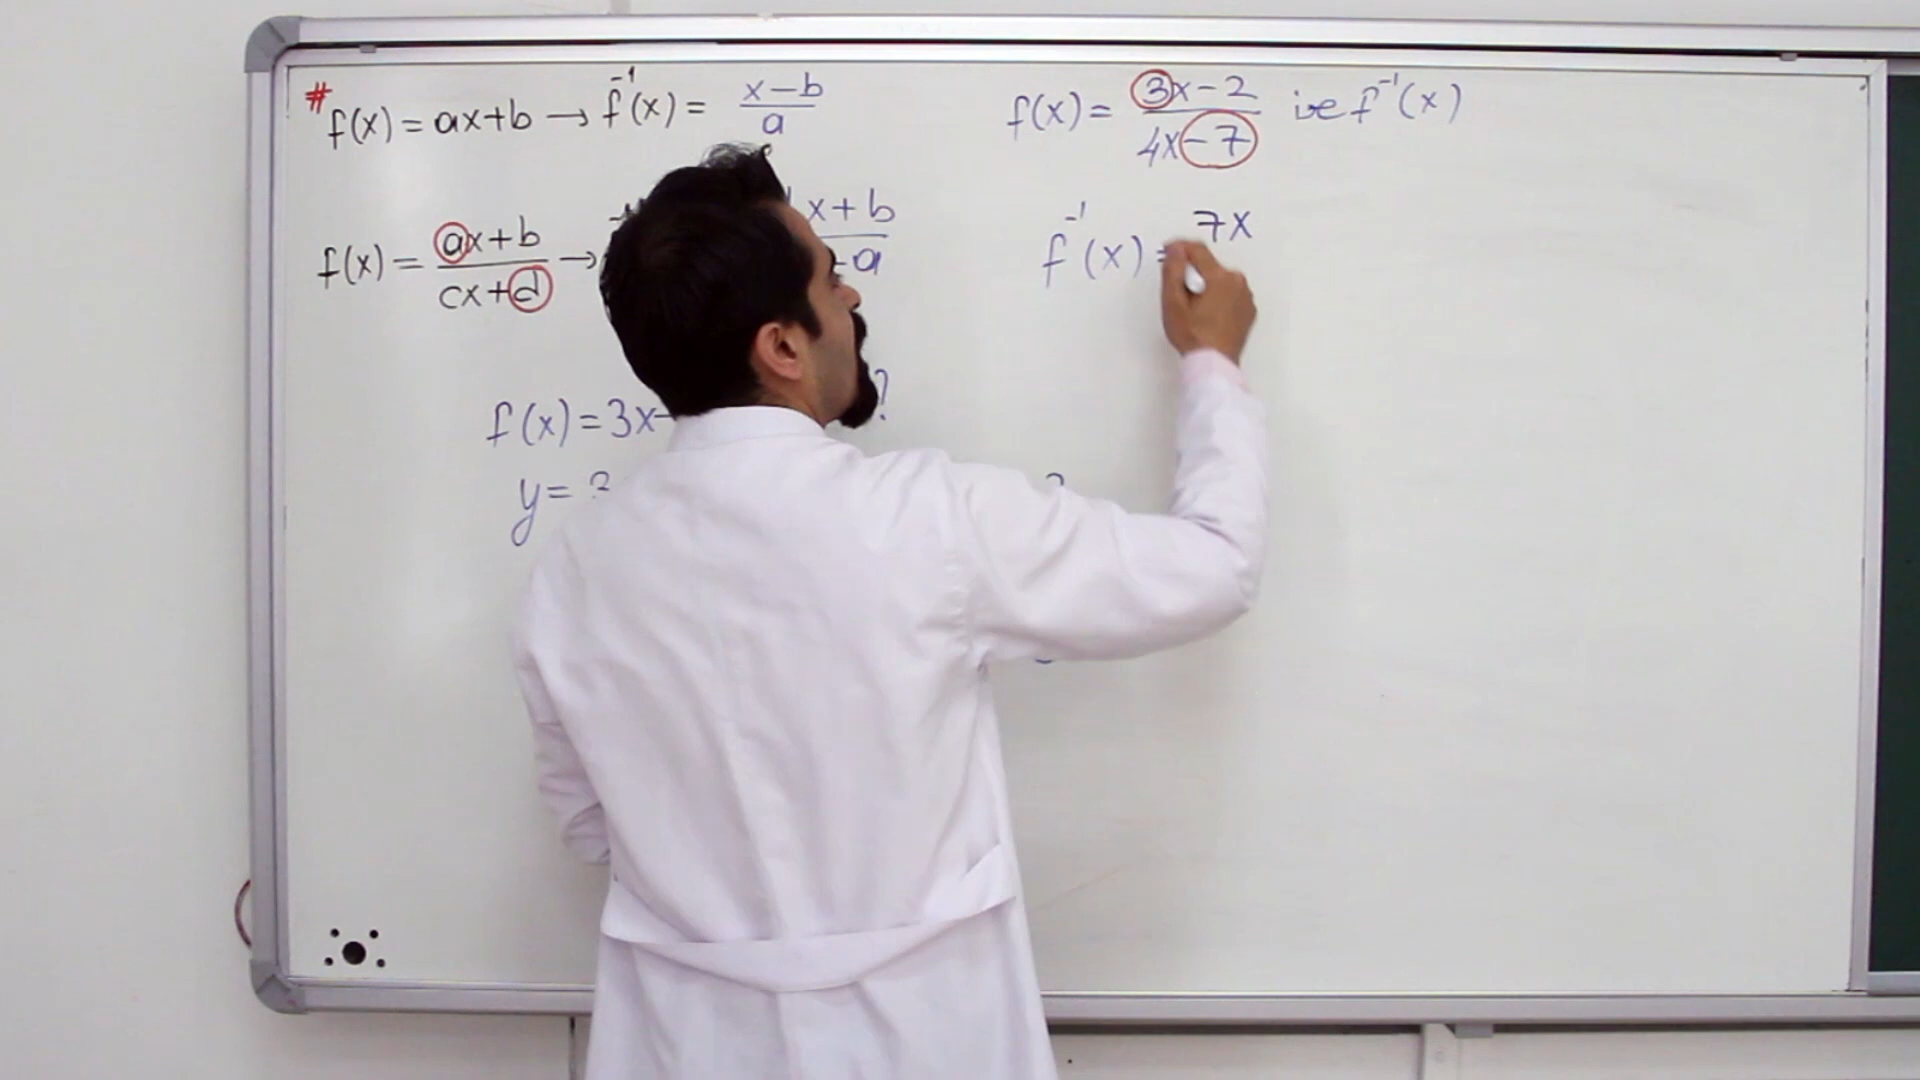 # f(x) = ax+b → f⁻¹(x) = x−b / a
f(x) = ax+b / cx+d → x+b / -a
f(x) = 3x ?
y =
f(x) = 3x−2 / 4x−7 ise f⁻¹(x)
f⁻¹(x) = 7x